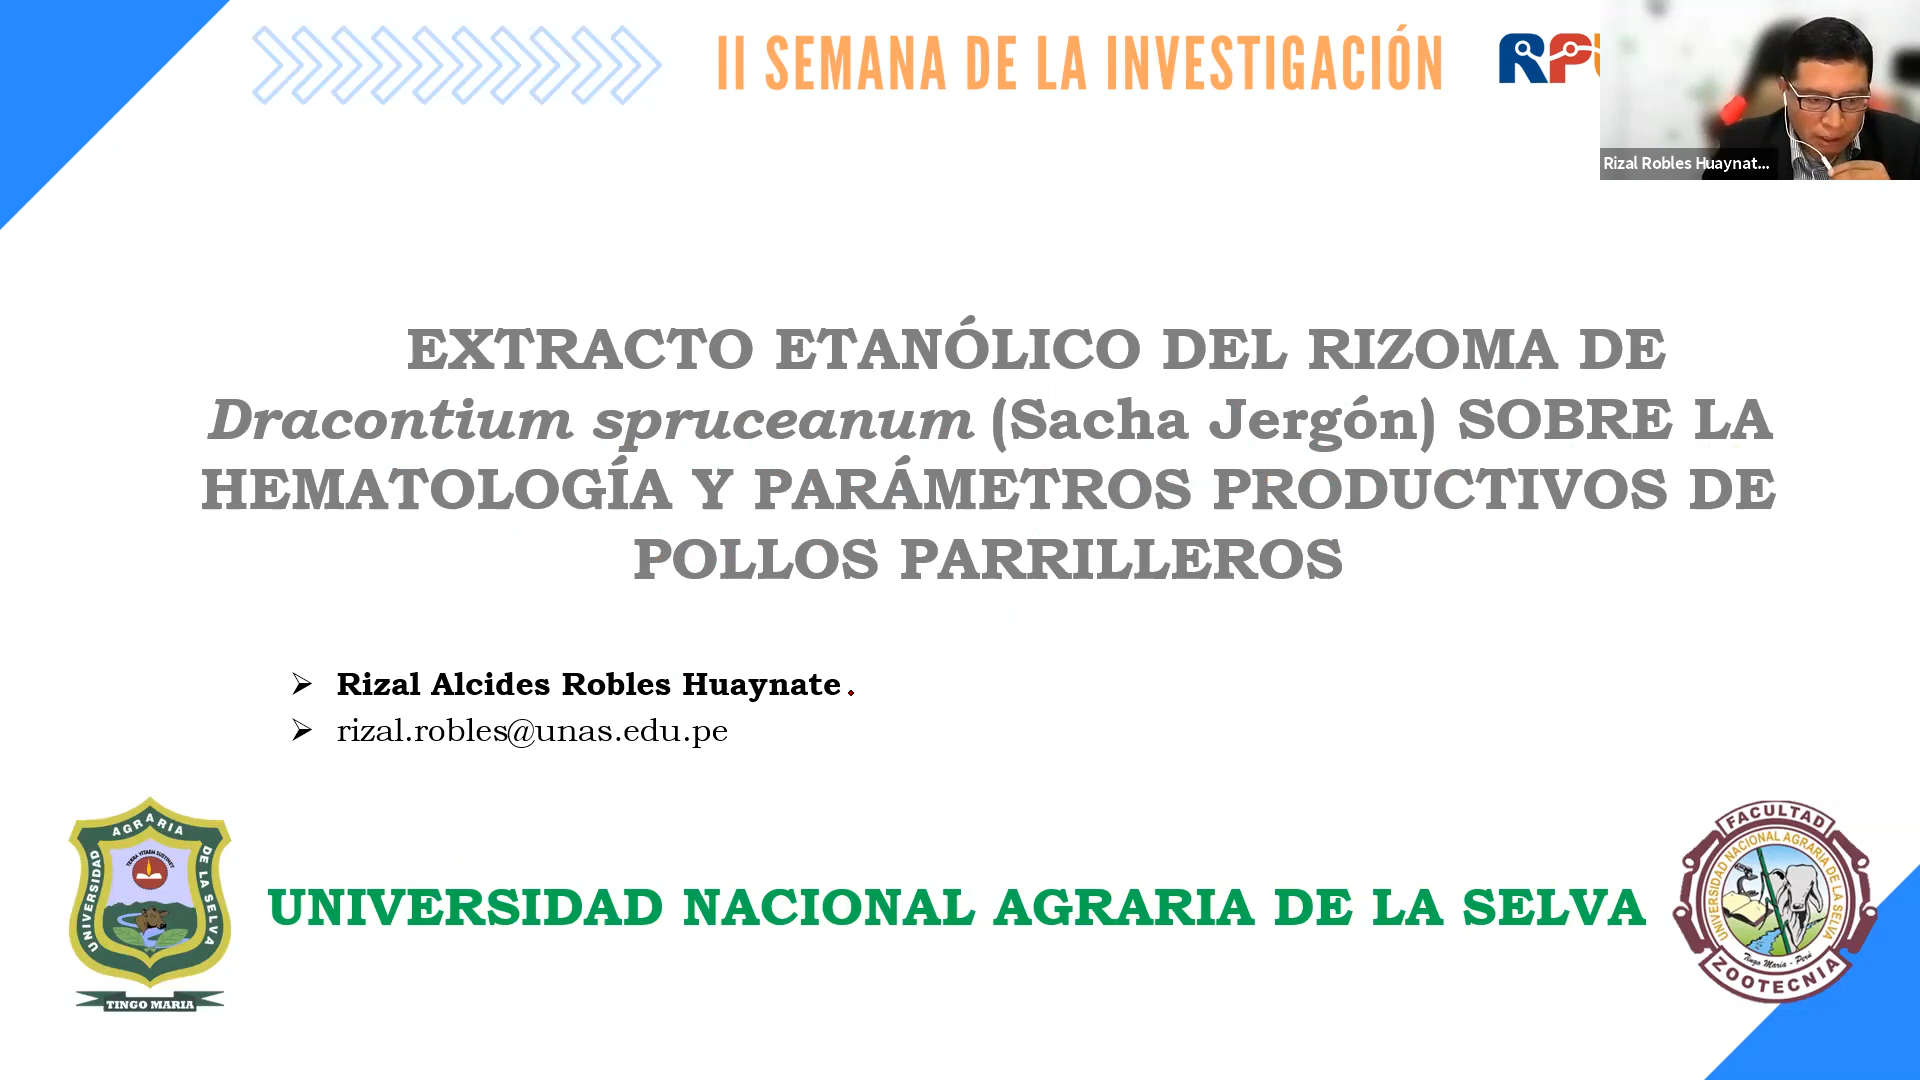 II SEMANA DE LA INVESTIGACIÓN
Rizal Robles Huaynat...
EXTRACTO ETANÓLICO DEL RIZOMA DE
Dracontium spruceanum (Sacha Jergón) SOBRE LA
HEMATOLOGÍA Y PARÁMETROS PRODUCTIVOS DE
POLLOS PARRILLEROS
➢ Rizal Alcides Robles Huaynate.
➢ rizal.robles@unas.edu.pe
UNIVERSIDAD AGRARIA DE LA SELVA
TINGO MARIA
UNIVERSIDAD NACIONAL AGRARIA DE LA SELVA
FACULTAD
UNIVERSIDAD NACIONAL AGRARIA DE LA SELVA
Tingo María - Perú
ZOOTECNIA